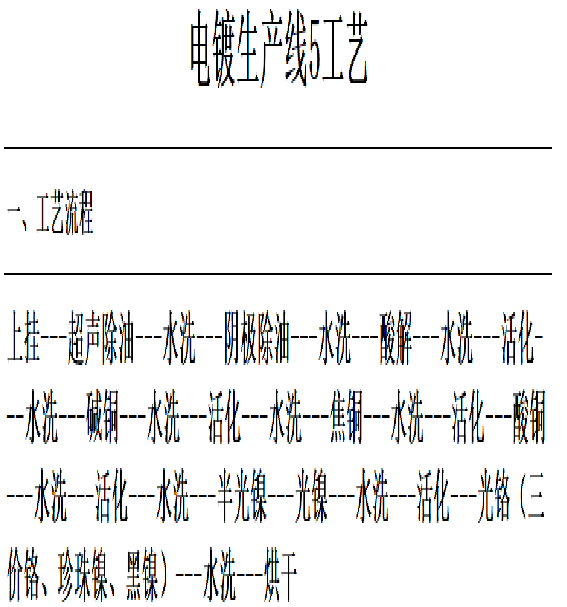 电镀生产线5工艺
一、工艺流程
上挂---超声除油---水洗---阴极除油---水洗---酸解---水洗---活化-
--水洗---碱铜---水洗---活化---水洗---焦铜---水洗---活化---酸铜
---水洗---活化---水洗---半光镍---光镍---水洗---活化---光铬（三
价铬、珍珠镍、黑镍）---水洗---烘干